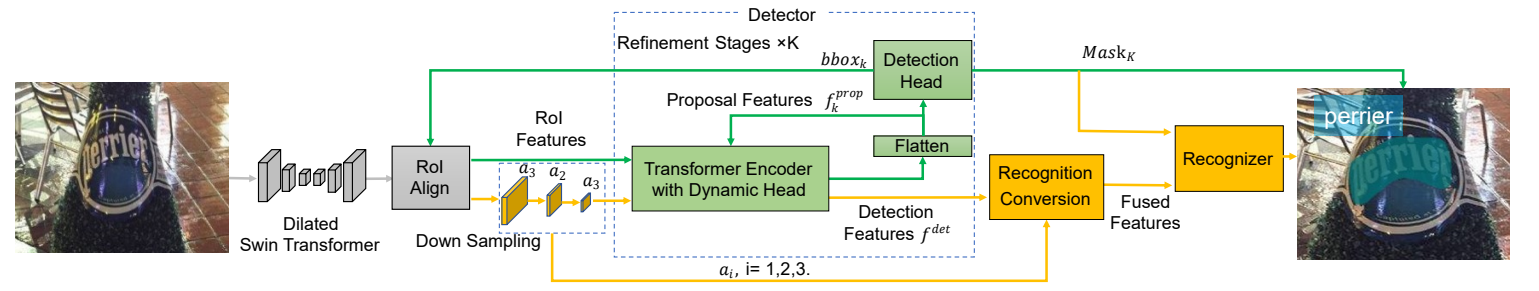 Detector
Refinement Stages ×K
bbox_k
Detection
Head
Mask_K
Proposal Features f_k^{prop}
RoI
Features
Flatten
perrier
perrier
perrier
RoI
Align
Transformer Encoder
with Dynamic Head
Recognition
Conversion
Recognizer
a_3
a_2
a_3
Dilated
Swin Transformer
Down Sampling
Detection
Features f^{det}
Fused
Features
a_i, i= 1,2,3.